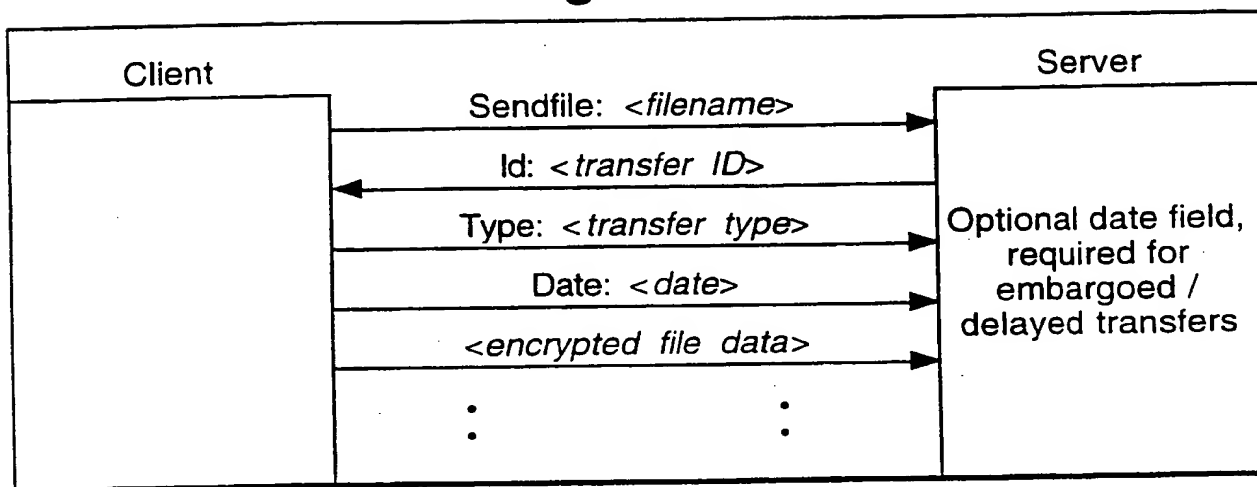 Client
Server
Sendfile: <filename>
Id: <transfer ID>
Type: <transfer type>
Date: <date>
<encrypted file data>
Optional date field,
required for
embargoed /
delayed transfers